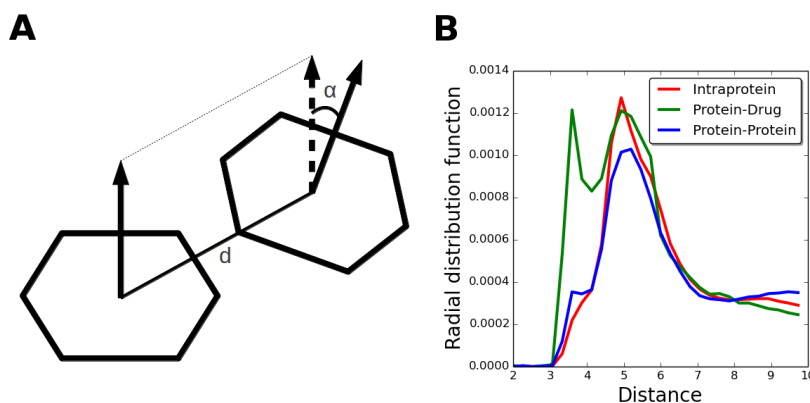 A
α
d
B
Radial distribution function
0.0014
0.0012
0.0010
0.0008
0.0006
0.0004
0.0002
0.0000
Intraprotein
Protein-Drug
Protein-Protein
2 3 4 5 6 7 8 9 10
Distance